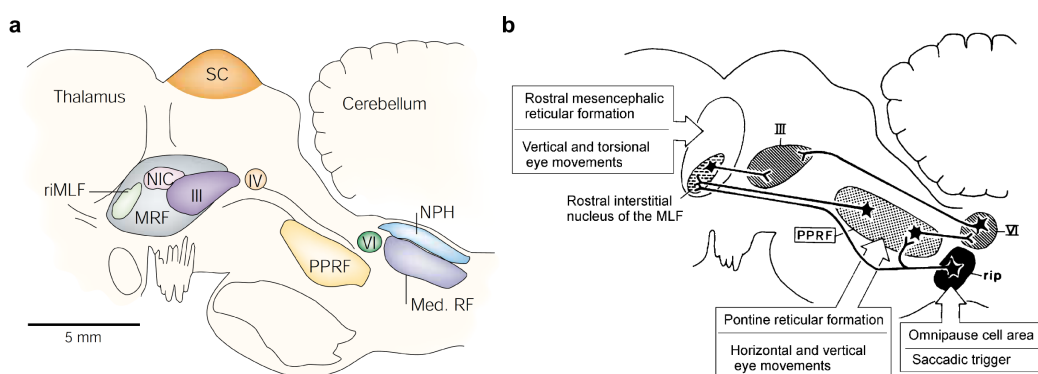 a
SC
Thalamus
Cerebellum
NIC
IV
riMLF
III
MRF
NPH
VI
PPRF
Med. RF
5 mm
b
Rostral mesencephalic
reticular formation
Vertical and torsional
eye movements
III
Rostral interstitial
nucleus of the MLF
PPRF
VI
rip
Pontine reticular formation
Horizontal and vertical
eye movements
Omnipause cell area
Saccadic trigger